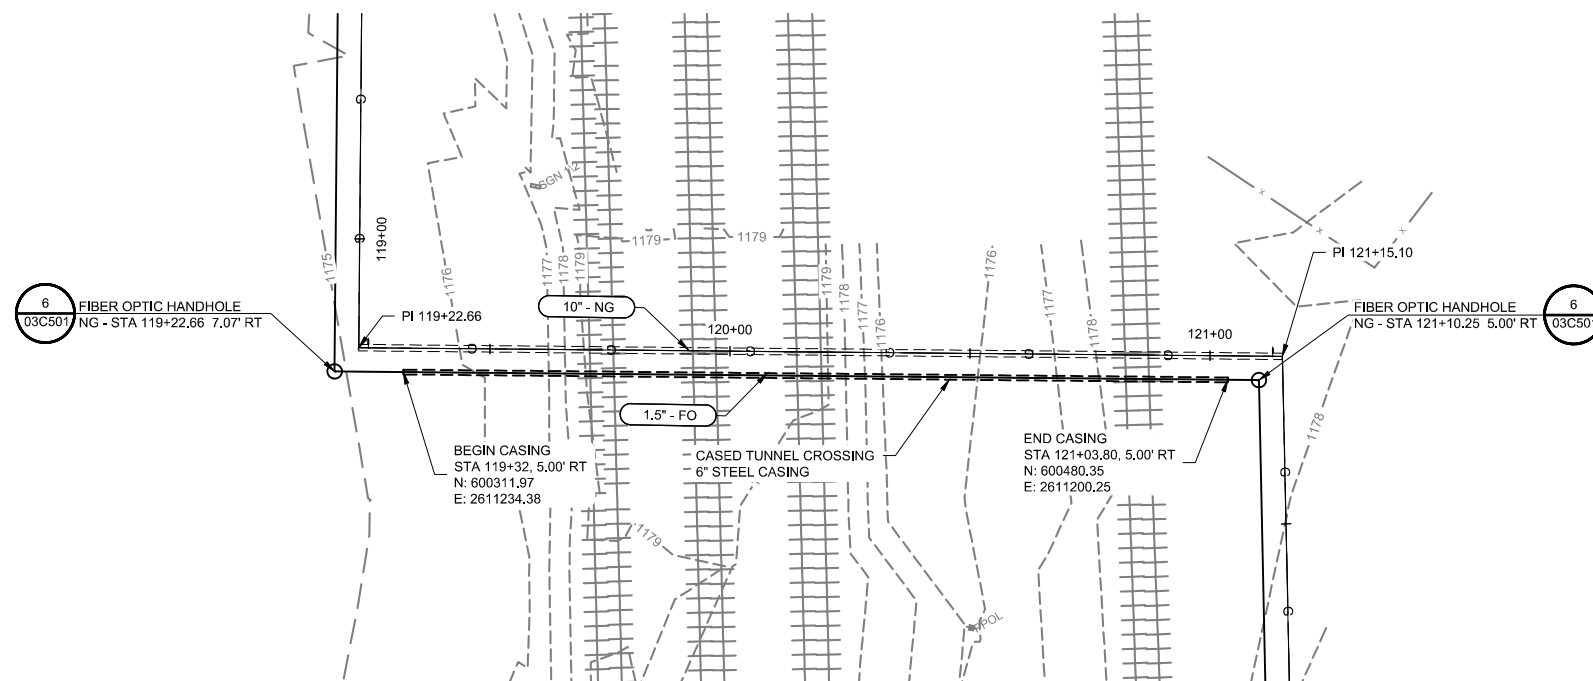 119+00
SGN 1\2
1175
1176
1177
1178
1179
1179
1179
1179
1178
1177
1176
1176
1177
1178
PI 121+15.10
6
03C501
FIBER OPTIC HANDHOLE
NG - STA 119+22.66 7.07' RT
PI 119+22.66
10" - NG
120+00
121+00
FIBER OPTIC HANDHOLE
NG - STA 121+10.25 5.00' RT
6
03C501
1.5" - FO
BEGIN CASING
STA 119+32, 5.00' RT
N: 600311.97
E: 2611234.38
CASED TUNNEL CROSSING
6" STEEL CASING
END CASING
STA 121+03.80, 5.00' RT
N: 600480.35
E: 2611200.25
1178
1179
G
G
G
G
G
G
G
G
G
x
x
x